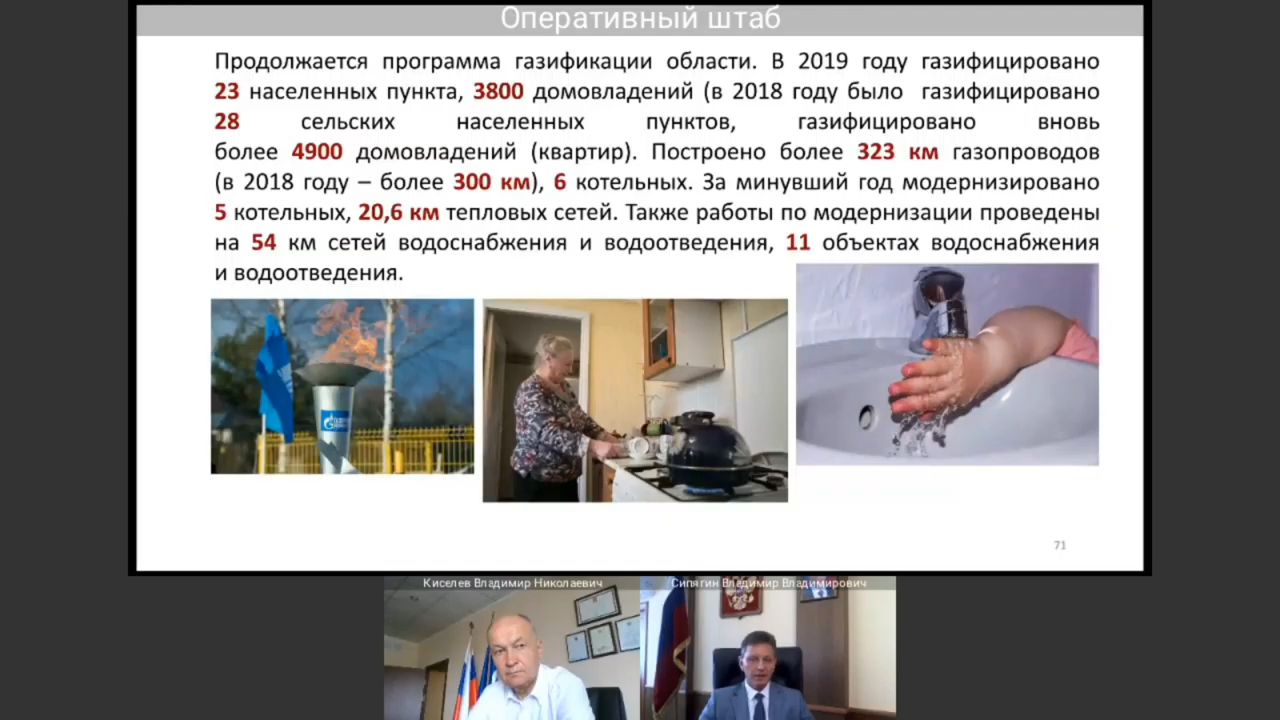 Оперативный штаб
Продолжается программа газификации области. В 2019 году газифицировано
23 населенных пункта, 3800 домовладений (в 2018 году было газифицировано
28 сельских населенных пунктов, газифицировано вновь
более 4900 домовладений (квартир). Построено более 323 км газопроводов
(в 2018 году – более 300 км), 6 котельных. За минувший год модернизировано
5 котельных, 20,6 км тепловых сетей. Также работы по модернизации проведены
на 54 км сетей водоснабжения и водоотведения, 11 объектах водоснабжения
и водоотведения.
71
Киселев Владимир Николаевич
Сипягин Владимир Владимирович